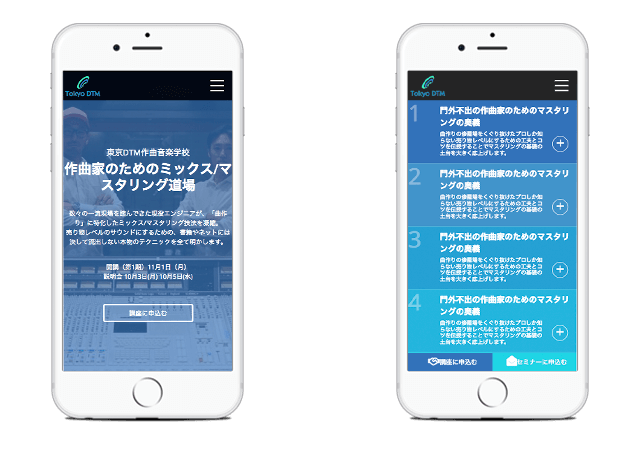 Tokyo DTM
東京DTM作曲音楽学校
作曲家のためのミックス/マ
スタリング道場
数々の一流現場を踏んできた現役エンジニアが、「曲作
り」に特化したミックス/マスタリング技法を凝縮。
売り物レベルのサウンドにするための、書籍やネットには
決して流出しない本物のテクニックを全て明かします。
開講（第1期）11月1日（月）
説明会 10月3日(月) 10月5日(水)
講座に申込む
Tokyo DTM
1
門外不出の作曲家のためのマスタリ
ングの奥義
曲作りの修羅場をくぐり抜けたプロしか知
らない売り物レベルにするための工夫とコ
ツを伝授することでマスタリングの基礎の
土台を大きく底上げします。
2
門外不出の作曲家のためのマスタリ
ングの奥義
曲作りの修羅場をくぐり抜けたプロしか知
らない売り物レベルにするための工夫とコ
ツを伝授することでマスタリングの基礎の
土台を大きく底上げします。
3
門外不出の作曲家のためのマスタリ
ングの奥義
曲作りの修羅場をくぐり抜けたプロしか知
らない売り物レベルにするための工夫とコ
ツを伝授することでマスタリングの基礎の
土台を大きく底上げします。
4
門外不出の作曲家のためのマスタリ
ングの奥義
曲作りの修羅場をくぐり抜けたプロしか知
らない売り物レベルにするための工夫とコ
ツを伝授することでマスタリングの基礎の
土台を大きく底上げします。
講座に申込む
セミナーに申込む